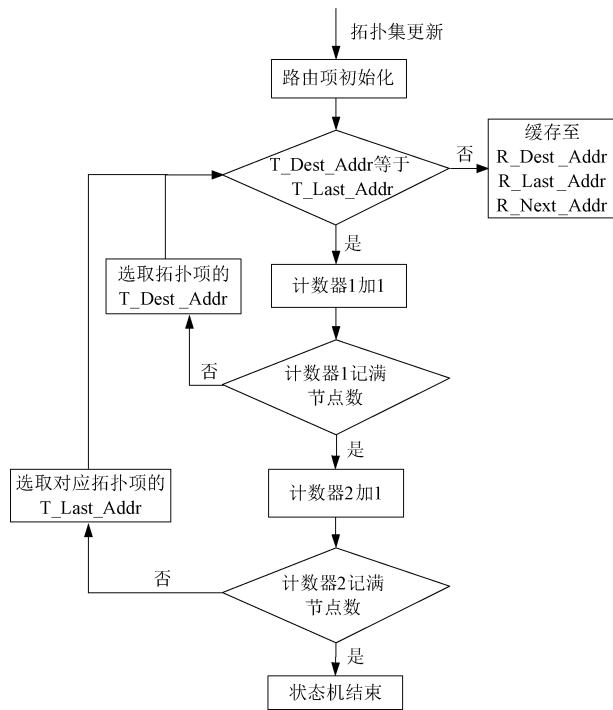 拓扑集更新
路由项初始化
T_Dest_Addr等于
T_Last_Addr
否
缓存至
R_Dest _Addr
R_Last _Addr
R_Next _Addr
是
选取拓扑项的
T_Dest _Addr
计数器1加1
否
计数器1记满
节点数
是
选取对应拓扑项的
T_Last_Addr
计数器2加1
否
计数器2记满
节点数
是
状态机结束